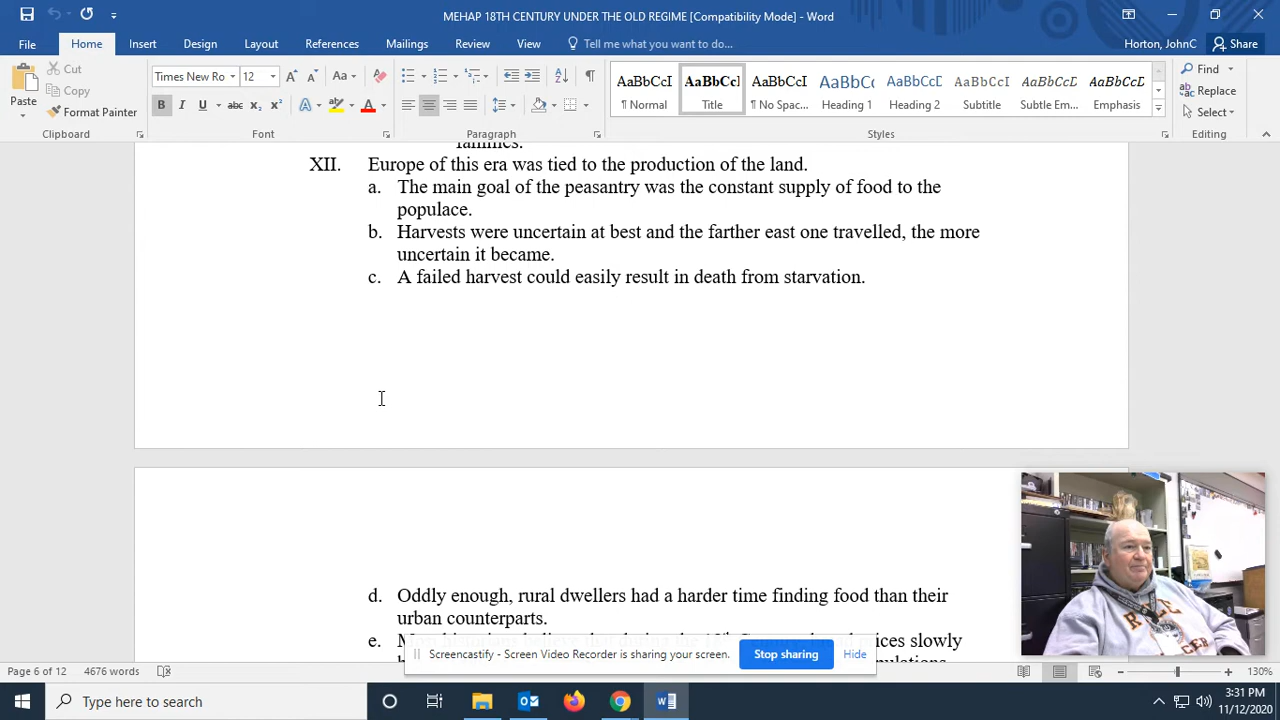 MEHAP 18TH CENTURY UNDER THE OLD REGIME [Compatibility Mode] - Word
File Home Insert Design Layout References Mailings Review View Tell me what you want to do... Horton, JohnC Share
Paste Cut Copy Format Painter
Times New Ro 12
AaBbCcI AaBbCcl AaBbCcI AaBbCc AaBbCcD AaBbCcD AaBbCcD AaBbCcD
¶ Normal Title ¶ No Spac... Heading 1 Heading 2 Subtitle Subtle Em... Emphasis
Find Replace Select
Clipboard Font Paragraph Styles Editing
families.
XII. Europe of this era was tied to the production of the land.
a. The main goal of the peasantry was the constant supply of food to the
populace.
b. Harvests were uncertain at best and the farther east one travelled, the more
uncertain it became.
c. A failed harvest could easily result in death from starvation.
d. Oddly enough, rural dwellers had a harder time finding food than their
urban counterparts.
e.
slowly
Screencastify - Screen Video Recorder is sharing your screen. Stop sharing Hide
Page 6 of 12 4676 words 130%
Type here to search
3:31 PM
11/12/2020